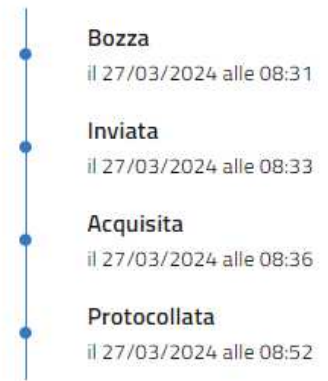 Bozza
il 27/03/2024 alle 08:31
Inviata
il 27/03/2024 alle 08:33
Acquisita
il 27/03/2024 alle 08:36
Protocollata
il 27/03/2024 alle 08:52